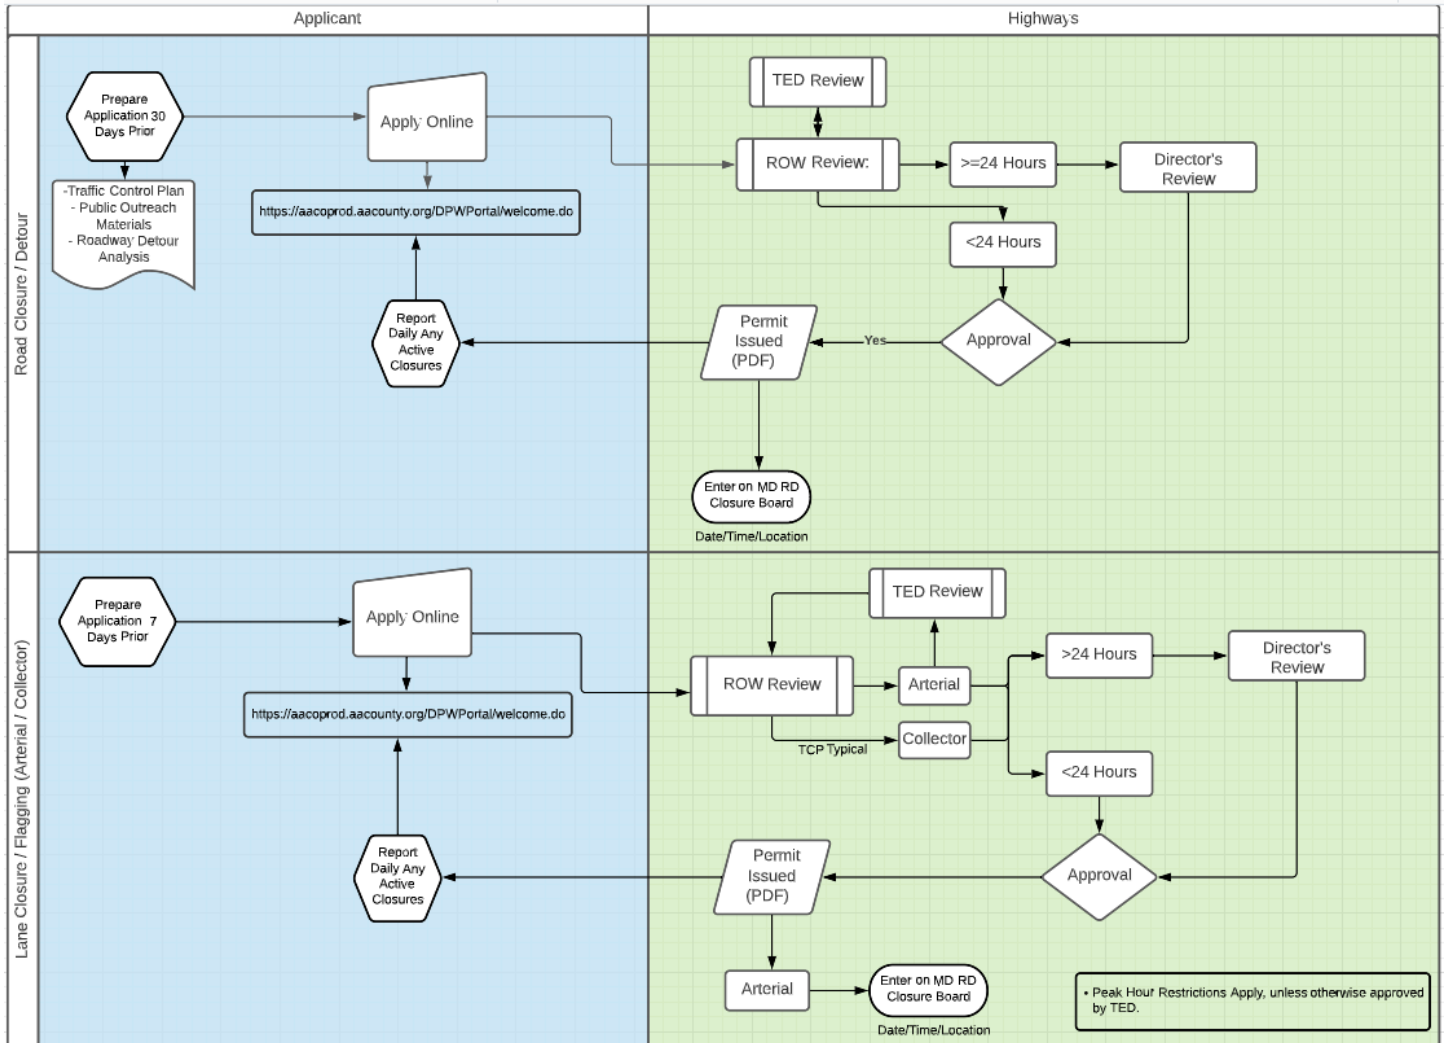 Applicant
Highways
Road Closure / Detour
Prepare
Application 30
Days Prior
-Traffic Control Plan
- Public Outreach
Materials
- Roadway Detour
Analysis
Apply Online
https://aacoprod.aacounty.org/DPWPortal/welcome.do
Report
Daily Any
Active
Closures
TED Review
ROW Review:
>=24 Hours
Director's
Review
<24 Hours
Approval
Yes
Permit
Issued
(PDF)
Enter on MD RD
Closure Board
Date/Time/Location
Lane Closure / Flagging (Arterial / Collector)
Prepare
Application 7
Days Prior
Apply Online
https://aacoprod.aacounty.org/DPWPortal/welcome.do
Report
Daily Any
Active
Closures
TED Review
ROW Review
Arterial
TCP Typical
Collector
>24 Hours
Director's
Review
<24 Hours
Approval
Permit
Issued
(PDF)
Arterial
Enter on MD RD
Closure Board
Date/Time/Location
• Peak Hour Restrictions Apply, unless otherwise approved
by TED.